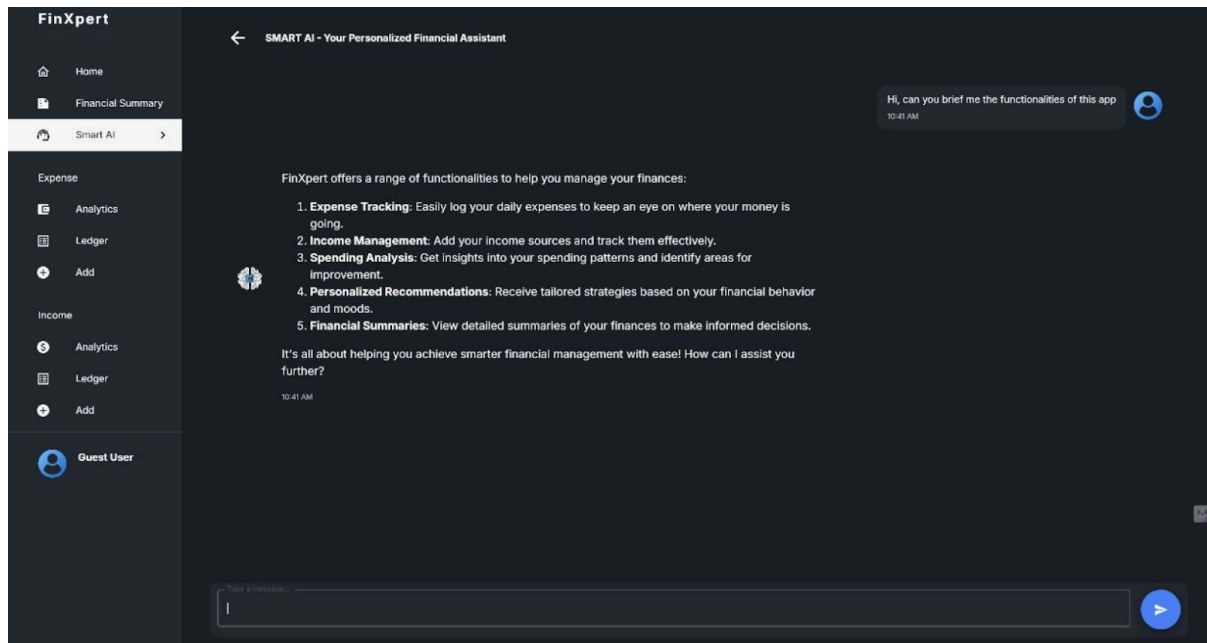 FinXpert
Home
Financial Summary
Smart AI
Expense
Analytics
Ledger
Add
Income
Analytics
Ledger
Add
Guest User
SMART AI - Your Personalized Financial Assistant
Hi, can you brief me the functionalities of this app
10:41 AM
FinXpert offers a range of functionalities to help you manage your finances:
1. Expense Tracking: Easily log your daily expenses to keep an eye on where your money is
going.
2. Income Management: Add your income sources and track them effectively.
3. Spending Analysis: Get insights into your spending patterns and identify areas for
improvement.
4. Personalized Recommendations: Receive tailored strategies based on your financial behavior
and moods.
5. Financial Summaries: View detailed summaries of your finances to make informed decisions.
It's all about helping you achieve smarter financial management with ease! How can I assist you
further?
10:41 AM
Type a message...